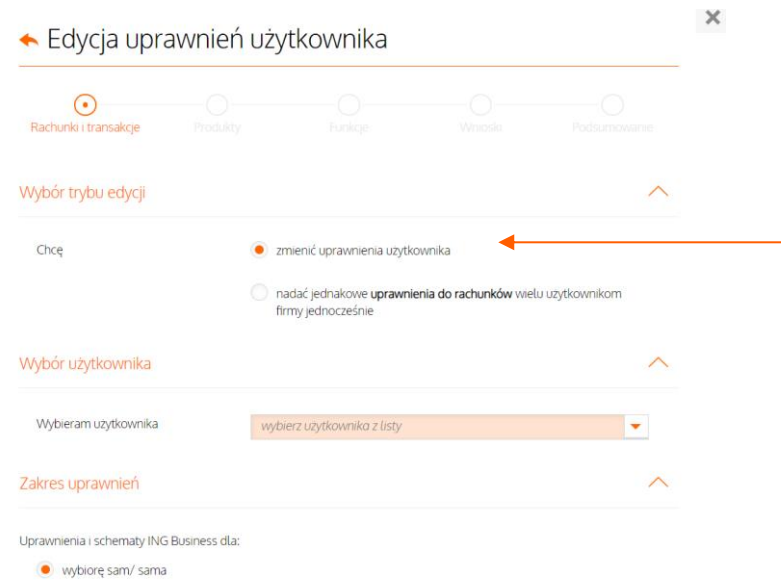 Edycja uprawnień użytkownika
Rachunki i transakcje Produkty Funkcje Wnioski Podsumowanie
Wybór trybu edycji
Chcę zmienić uprawnienia użytkownika
nadać jednakowe uprawnienia do rachunków wielu użytkownikom
firmy jednocześnie
Wybór użytkownika
Wybieram użytkownika wybierz użytkownika z listy
Zakres uprawnień
Uprawnienia i schematy ING Business dla:
wybiorę sam/ sama